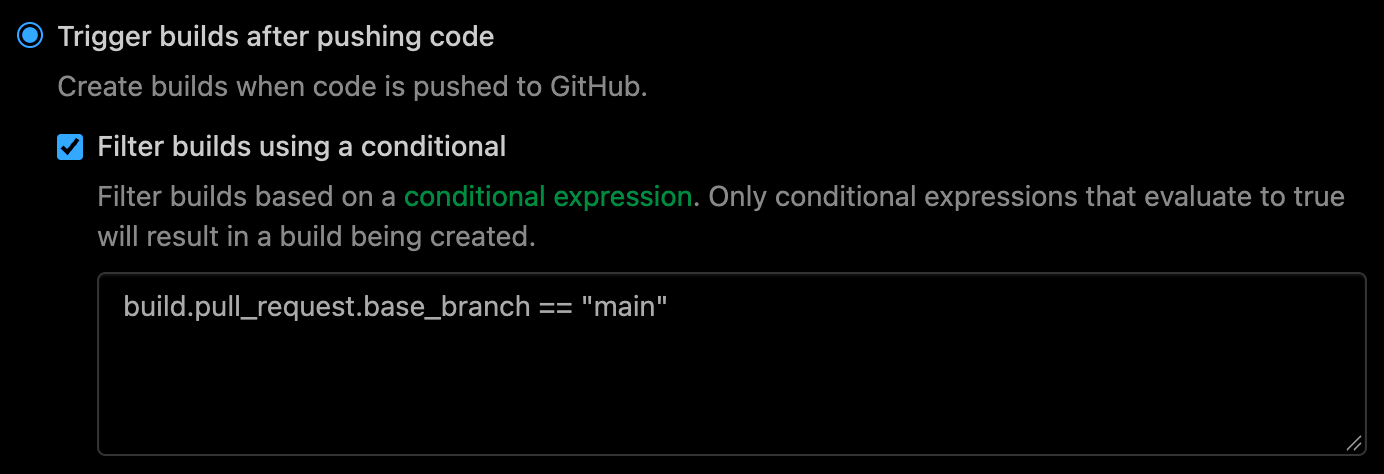 Trigger builds after pushing code
Create builds when code is pushed to GitHub.
Filter builds using a conditional
Filter builds based on a conditional expression. Only conditional expressions that evaluate to true
will result in a build being created.
build.pull_request.base_branch == "main"